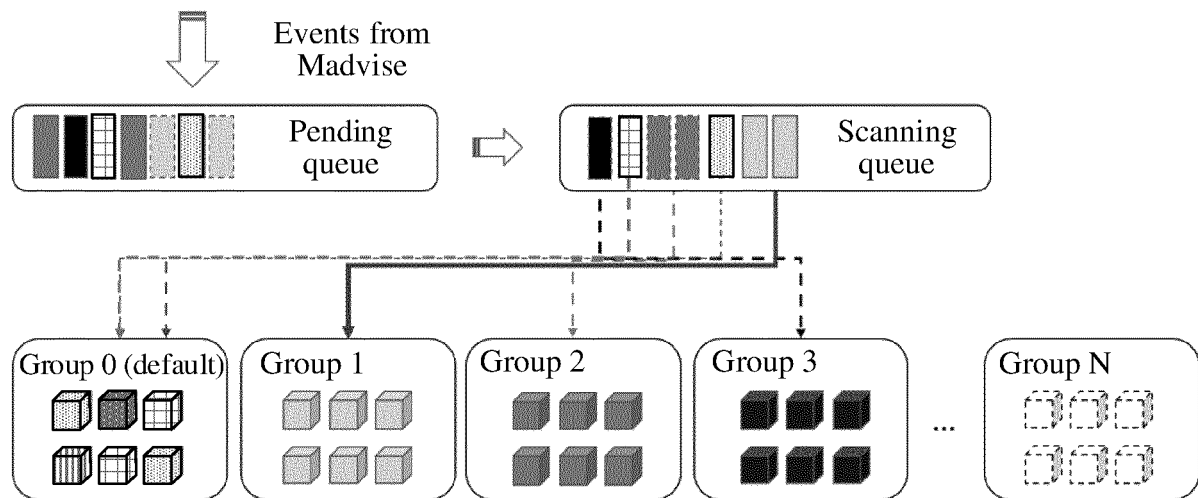 Events from
Madvise
Pending
queue
Scanning
queue
Group 0 (default)
Group 1
Group 2
Group 3
...
Group N